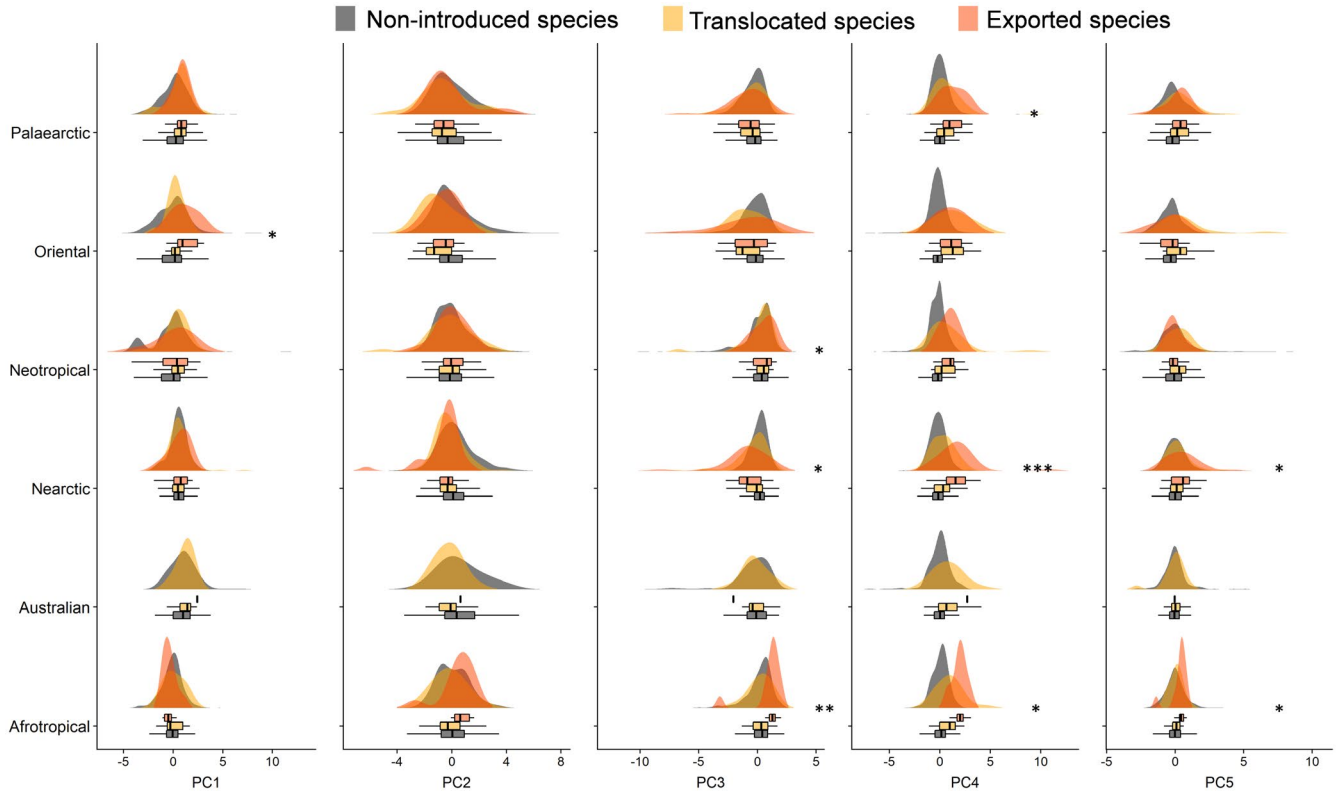 Non-introduced species Translocated species Exported species
Palaearctic
*
Oriental
*
Neotropical
*
Nearctic
* *** *
Australian
Afrotropical
** * *
-5 0 5 10 -4 0 4 8 -10 -5 0 5 -5 0 5 10 -5 0 5 10
PC1 PC2 PC3 PC4 PC5